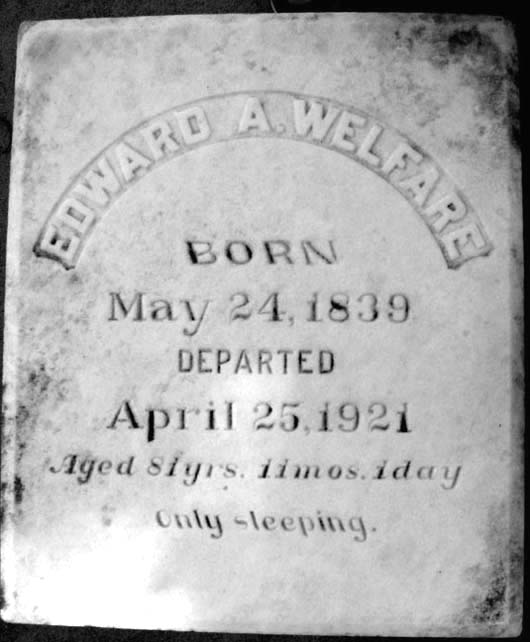 EDWARD A. WELFARE
BORN
May 24, 1839
DEPARTED
April 25, 1921
Aged 81yrs. 11mos. 1day
Only sleeping.